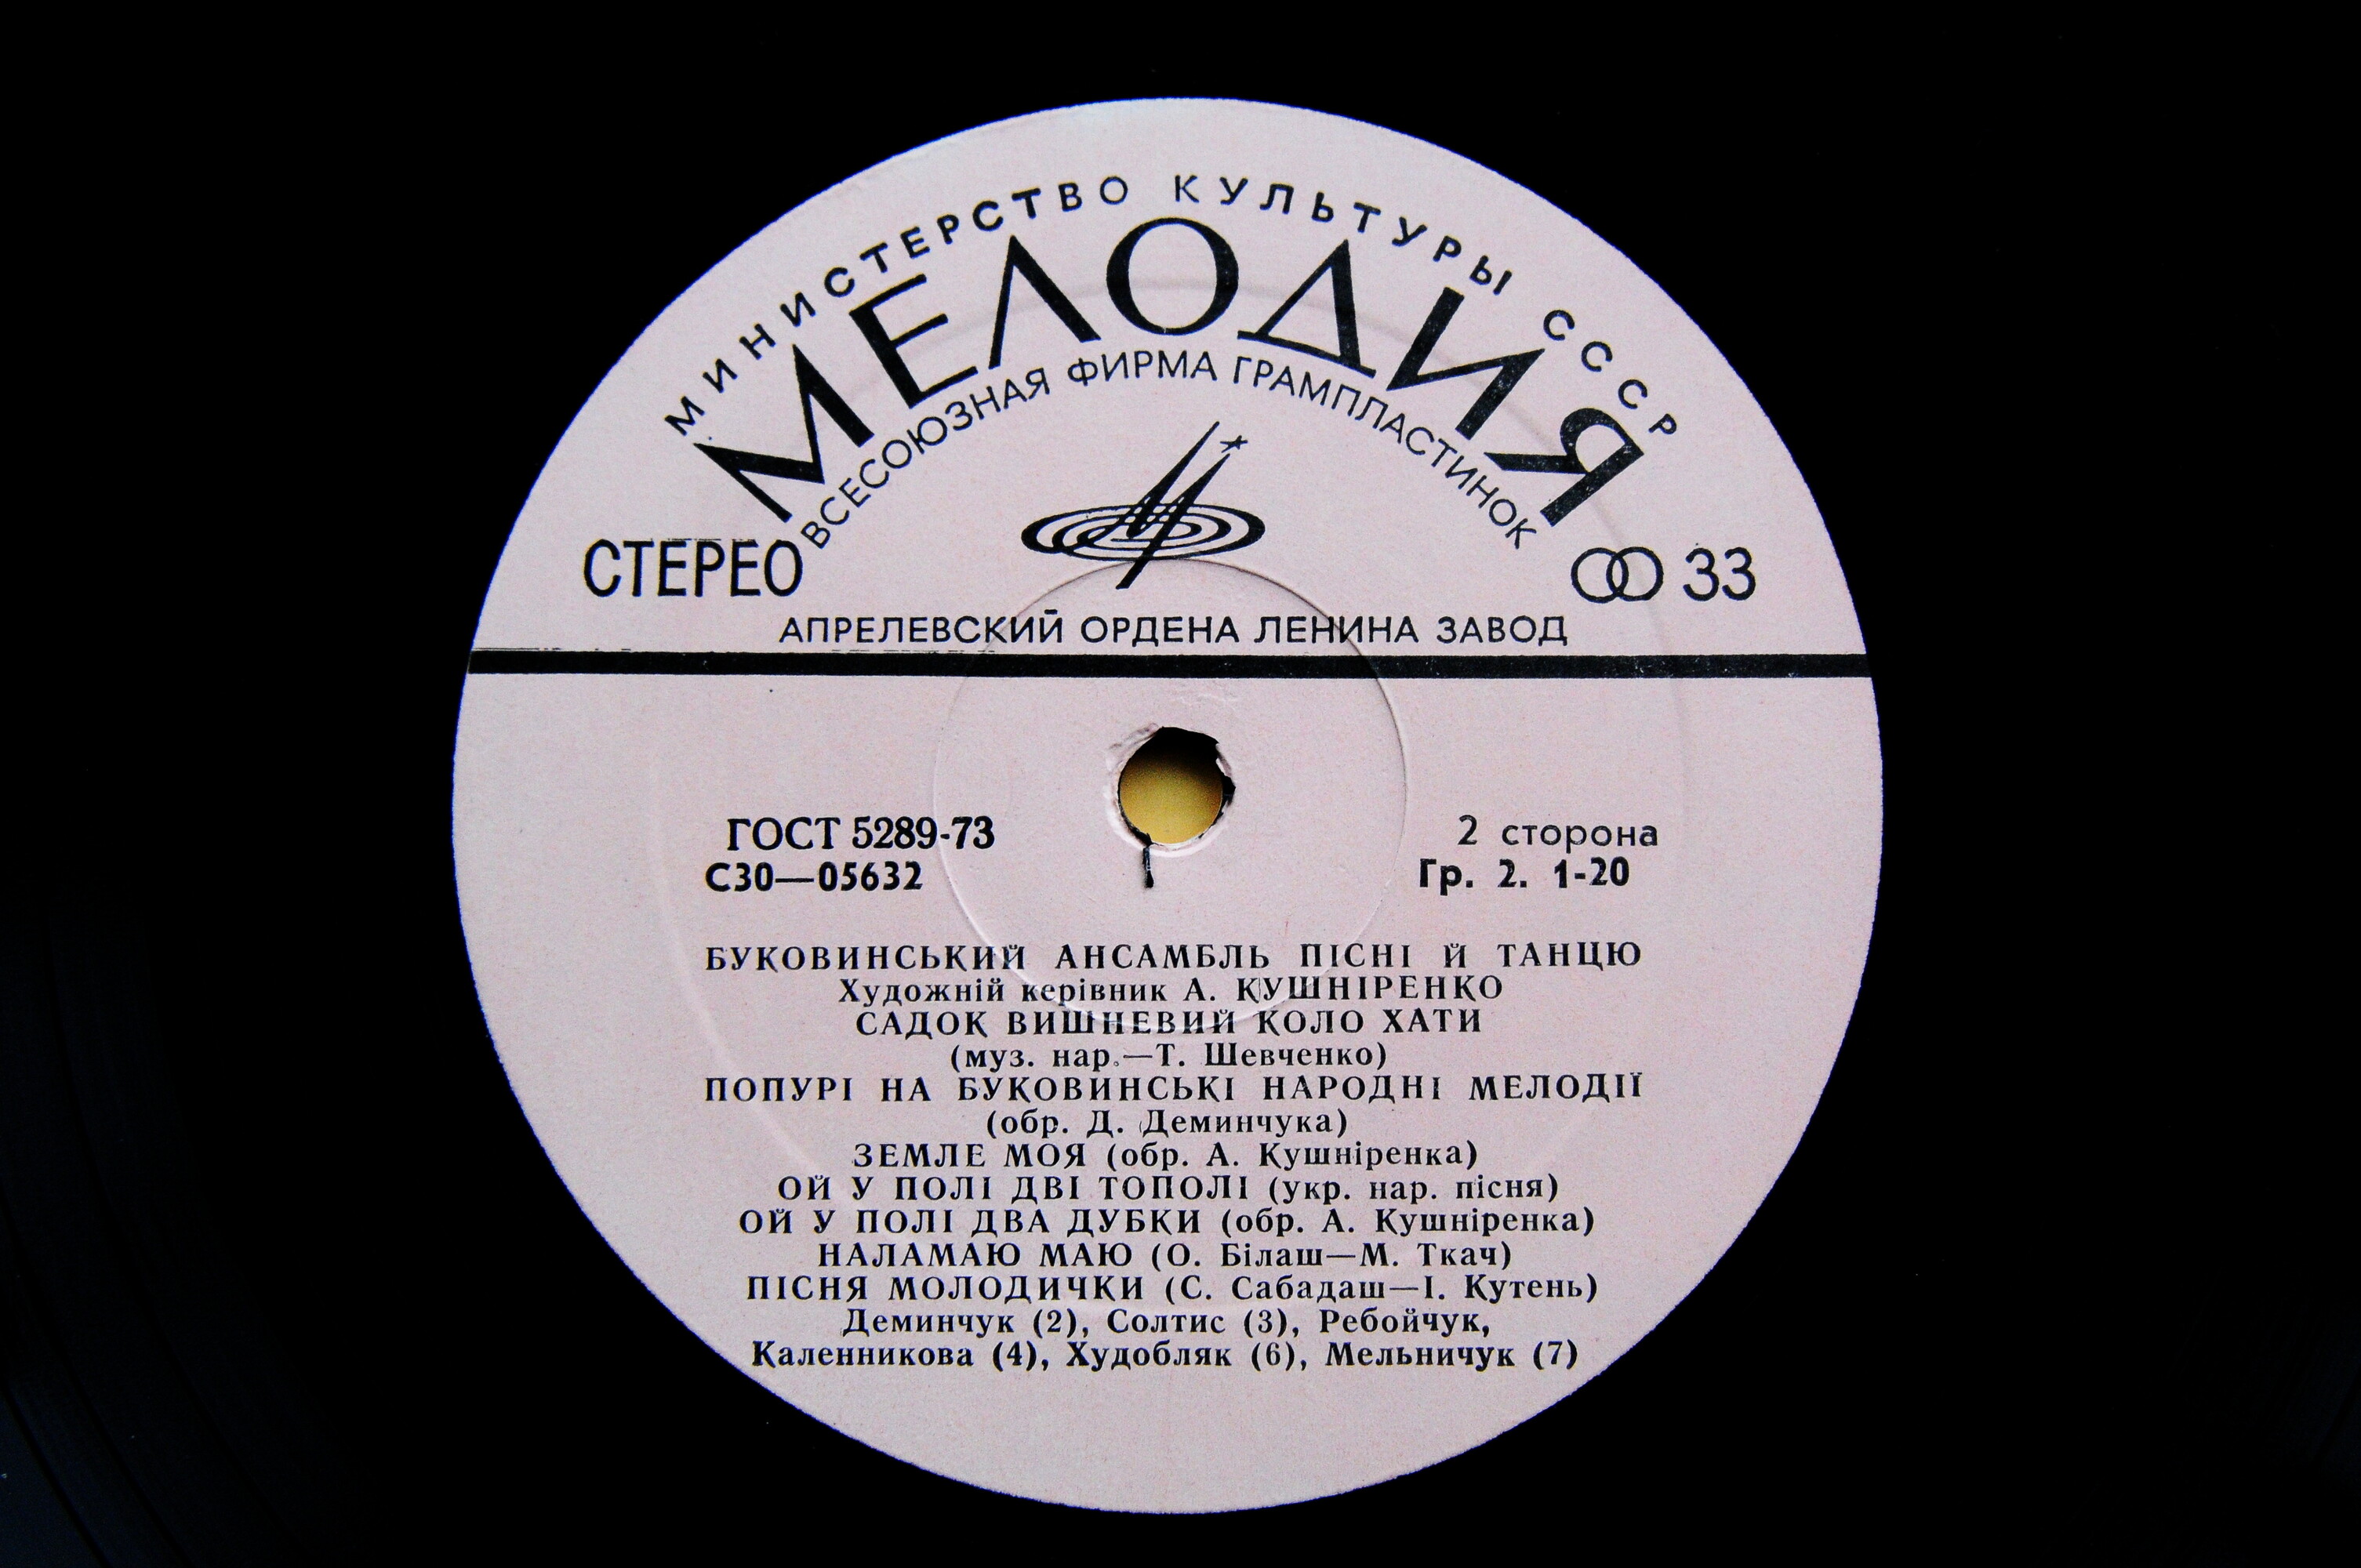 МИНИСТЕРСТВО КУЛЬТУРЫ СССР
МЕЛОДИЯ
ВСЕСОЮЗНАЯ ФИРМА ГРАМПЛАСТИНОК
СТЕРЕО
33
АПРЕЛЕВСКИЙ ОРДЕНА ЛЕНИНА ЗАВОД
ГОСТ 5289-73
2 сторона
С30—05632
Гр. 2. 1-20
БУКОВИНСЬКИЙ АНСАМБЛЬ ПІСНІ Й ТАНЦЮ
Художній керівник А. КУШНІРЕНКО
САДОК ВИШНЕВИЙ КОЛО ХАТИ
(муз. нар.—Т. Шевченко)
ПОПУРІ НА БУКОВИНСЬКІ НАРОДНІ МЕЛОДІЇ
(обр. Д. Деминчука)
ЗЕМЛЕ МОЯ (обр. А. Кушніренка)
ОЙ У ПОЛІ ДВІ ТОПОЛІ (укр. нар. пісня)
ОЙ У ПОЛІ ДВА ДУБКИ (обр. А. Кушніренка)
НАЛАМАЮ МАЮ (О. Білаш—М. Ткач)
ПІСНЯ МОЛОДИЧКИ (С. Сабадаш—І. Кутень)
Деминчук (2), Солтис (3), Ребойчук,
Каленникова (4), Худобляк (6), Мельничук (7)